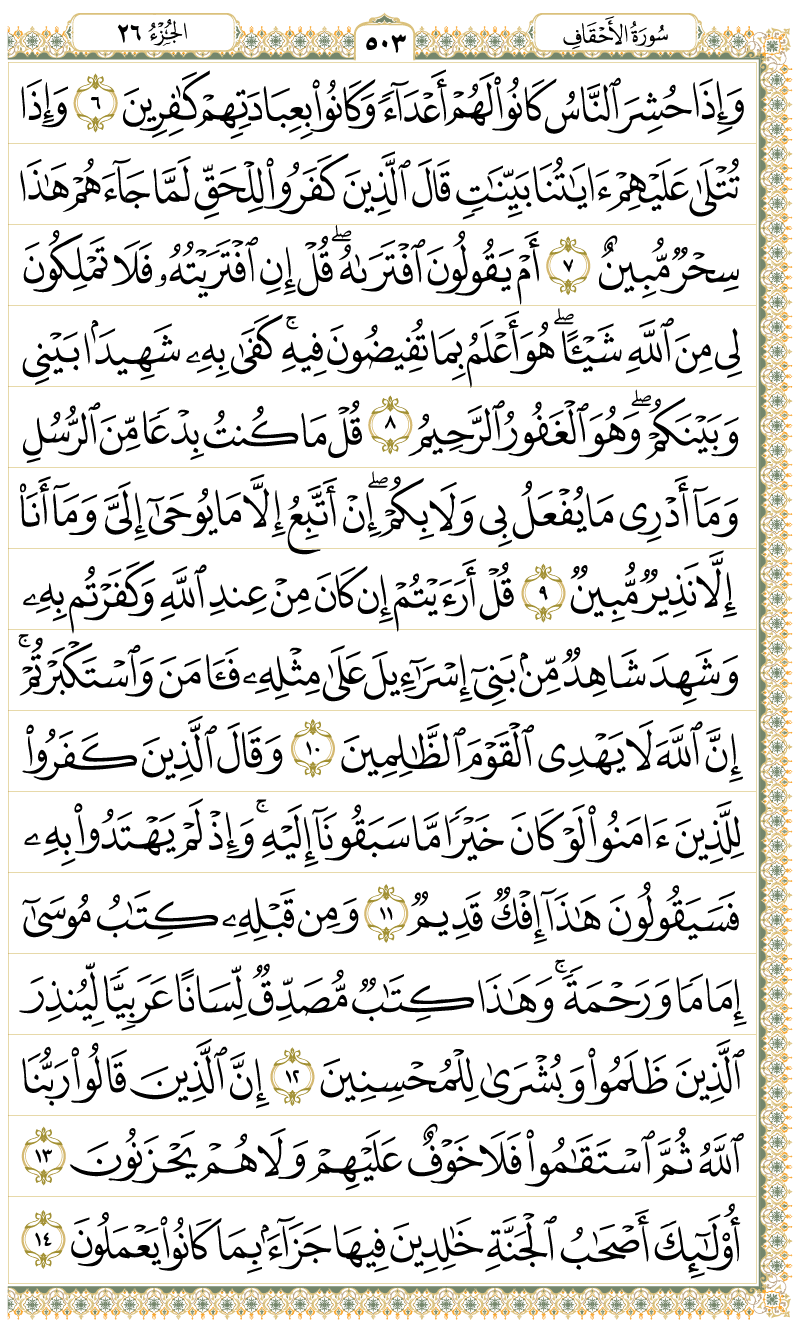 سُورَةُ الأَحْقَافِ
٥٠٣
الجُزْءُ ٢٦
وَإِذَا حُشِرَ ٱلنَّاسُ كَانُوا۟ لَهُمْ أَعْدَآءً وَكَانُوا۟ بِعِبَادَتِهِمْ كَـٰفِرِينَ ٦ وَإِذَا
تُتْلَىٰ عَلَيْهِمْ ءَايَـٰتُنَا بَيِّنَـٰتٍ قَالَ ٱلَّذِينَ كَفَرُوا۟ لِلْحَقِّ لَمَّا جَآءَهُمْ هَـٰذَا
سِحْرٌ مُّبِينٌ ٧ أَمْ يَقُولُونَ ٱفْتَرَىٰهُ ۖ قُلْ إِنِ ٱفْتَرَيْتُهُۥ فَلَا تَمْلِكُونَ
لِى مِنَ ٱللَّهِ شَيْـًٔا ۖ هُوَ أَعْلَمُ بِمَا تُفِيضُونَ فِيهِ ۚ كَفَىٰ بِهِۦ شَهِيدًۢا بَيْنِى
وَبَيْنَكُمْ ۖ وَهُوَ ٱلْغَفُورُ ٱلرَّحِيمُ ٨ قُلْ مَا كُنتُ بِدْعًا مِّنَ ٱلرُّسُلِ
وَمَآ أَدْرِى مَا يُفْعَلُ بِى وَلَا بِكُمْ ۖ إِنْ أَتَّبِعُ إِلَّا مَا يُوحَىٰٓ إِلَىَّ وَمَآ أَنَا۠
إِلَّا نَذِيرٌ مُّبِينٌ ٩ قُلْ أَرَءَيْتُمْ إِن كَانَ مِنْ عِندِ ٱللَّهِ وَكَفَرْتُم بِهِۦ
وَشَهِدَ شَاهِدٌ مِّنۢ بَنِىٓ إِسْرَٰٓءِيلَ عَلَىٰ مِثْلِهِۦ فَـَٔامَنَ وَٱسْتَكْبَرْتُمْ ۚ
إِنَّ ٱللَّهَ لَا يَهْدِى ٱلْقَوْمَ ٱلظَّـٰلِمِينَ ١٠ وَقَالَ ٱلَّذِينَ كَفَرُوا۟
لِلَّذِينَ ءَامَنُوا۟ لَوْ كَانَ خَيْرًا مَّا سَبَقُونَآ إِلَيْهِ ۚ وَإِذْ لَمْ يَهْتَدُوا۟ بِهِۦ
فَسَيَقُولُونَ هَـٰذَآ إِفْكٌ قَدِيمٌ ١١ وَمِن قَبْلِهِۦ كِتَـٰبُ مُوسَىٰٓ
إِمَامًا وَرَحْمَةً ۚ وَهَـٰذَا كِتَـٰبٌ مُّصَدِّقٌ لِّسَانًا عَرَبِيًّا لِّيُنذِرَ
ٱلَّذِينَ ظَلَمُوا۟ وَبُشْرَىٰ لِلْمُحْسِنِينَ ١٢ إِنَّ ٱلَّذِينَ قَالُوا۟ رَبُّنَا
ٱللَّهُ ثُمَّ ٱسْتَقَـٰمُوا۟ فَلَا خَوْفٌ عَلَيْهِمْ وَلَا هُمْ يَحْزَنُونَ ١٣
أُو۟لَـٰٓئِكَ أَصْحَـٰبُ ٱلْجَنَّةِ خَـٰلِدِينَ فِيهَا جَزَآءًۢ بِمَا كَانُوا۟ يَعْمَلُونَ ١٤